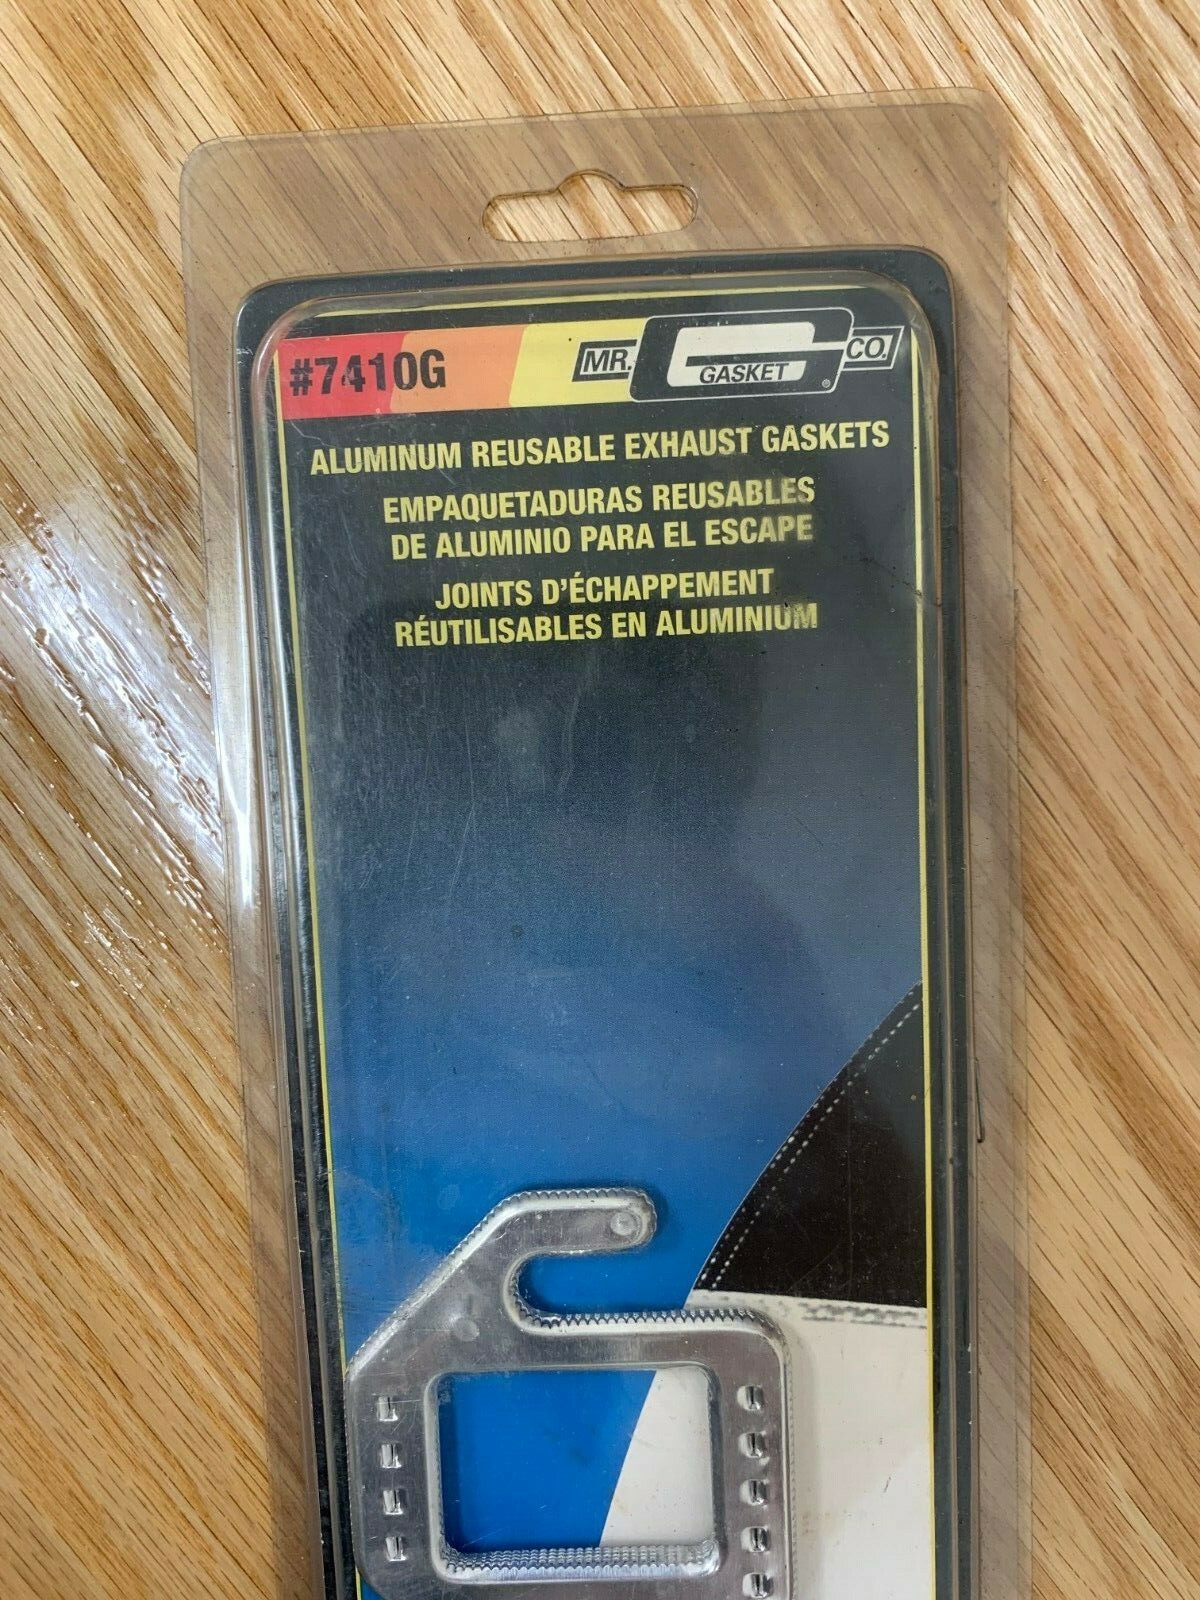 #7410G
MR. GASKET CO.
ALUMINUM REUSABLE EXHAUST GASKETS
EMPAQUETADURAS REUSABLES
DE ALUMINIO PARA EL ESCAPE
JOINTS D'ÉCHAPPEMENT
RÉUTILISABLES EN ALUMINIUM